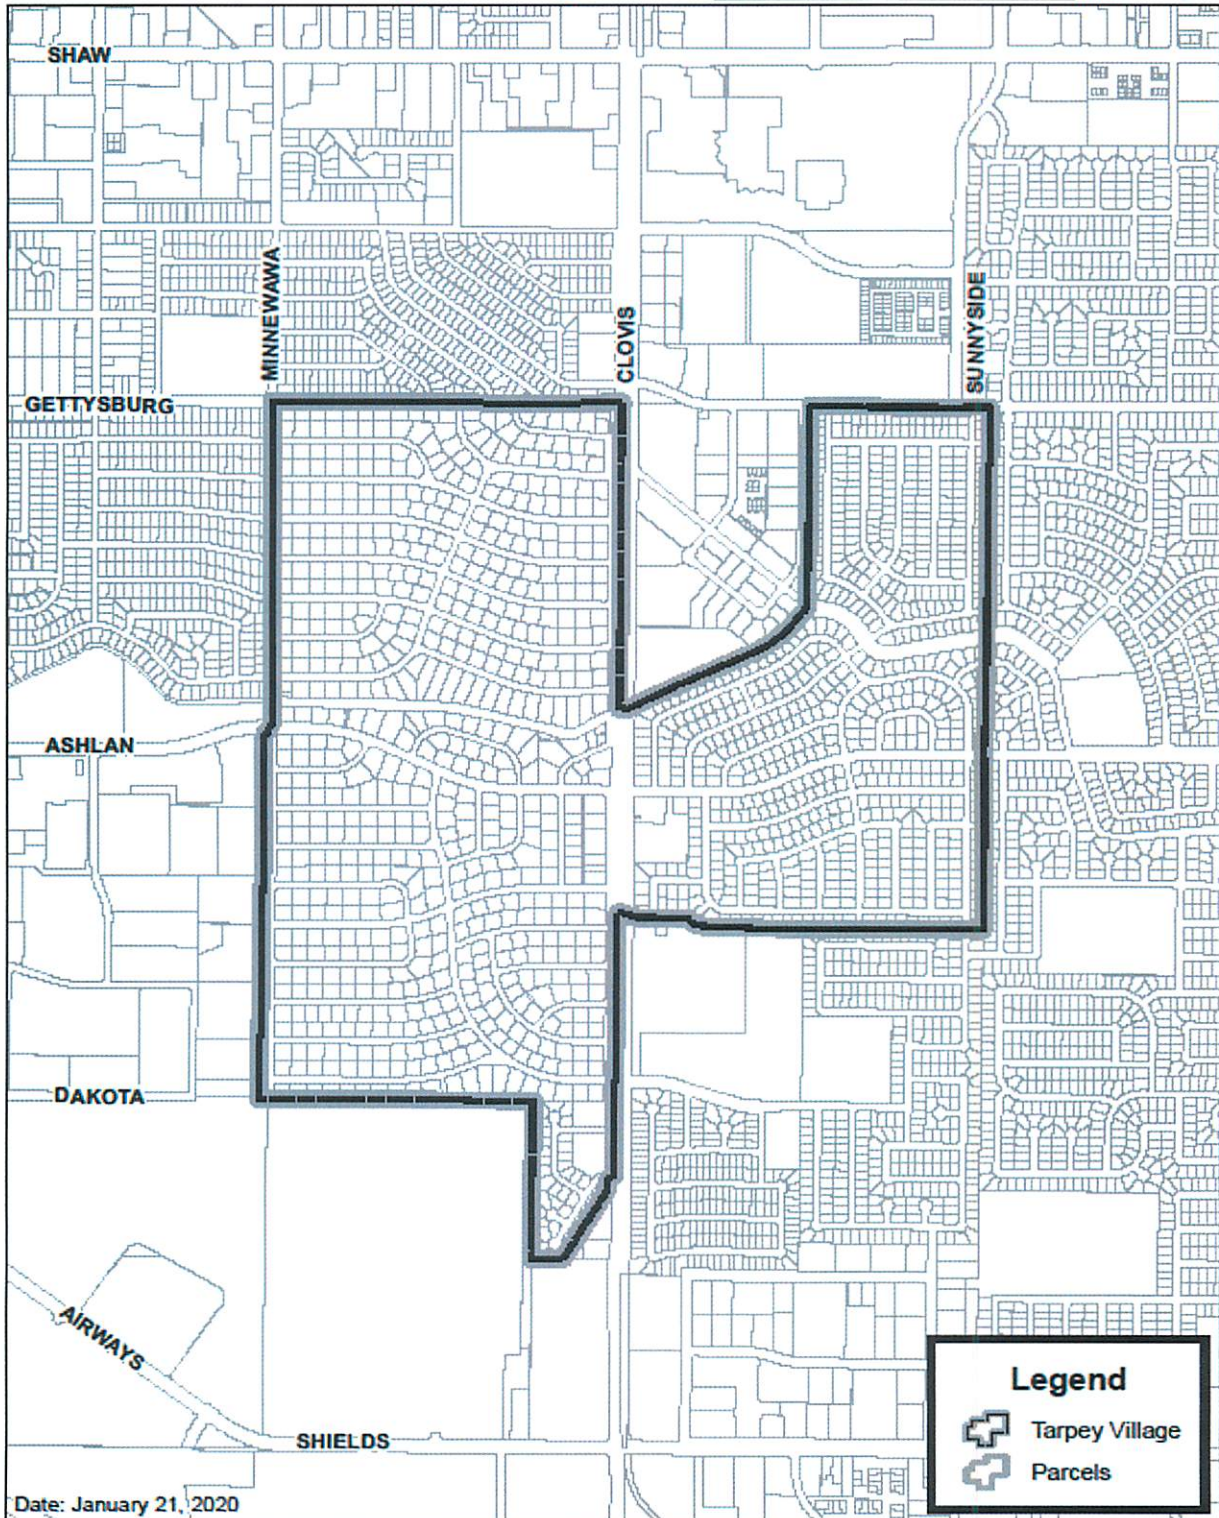 SHAW
MINNEWAWA
CLOVIS
SUNNYSIDE
GETTYSBURG
ASHLAN
DAKOTA
AIRWAYS
SHIELDS
Legend
Tarpey Village
Parcels
Date: January 21, 2020